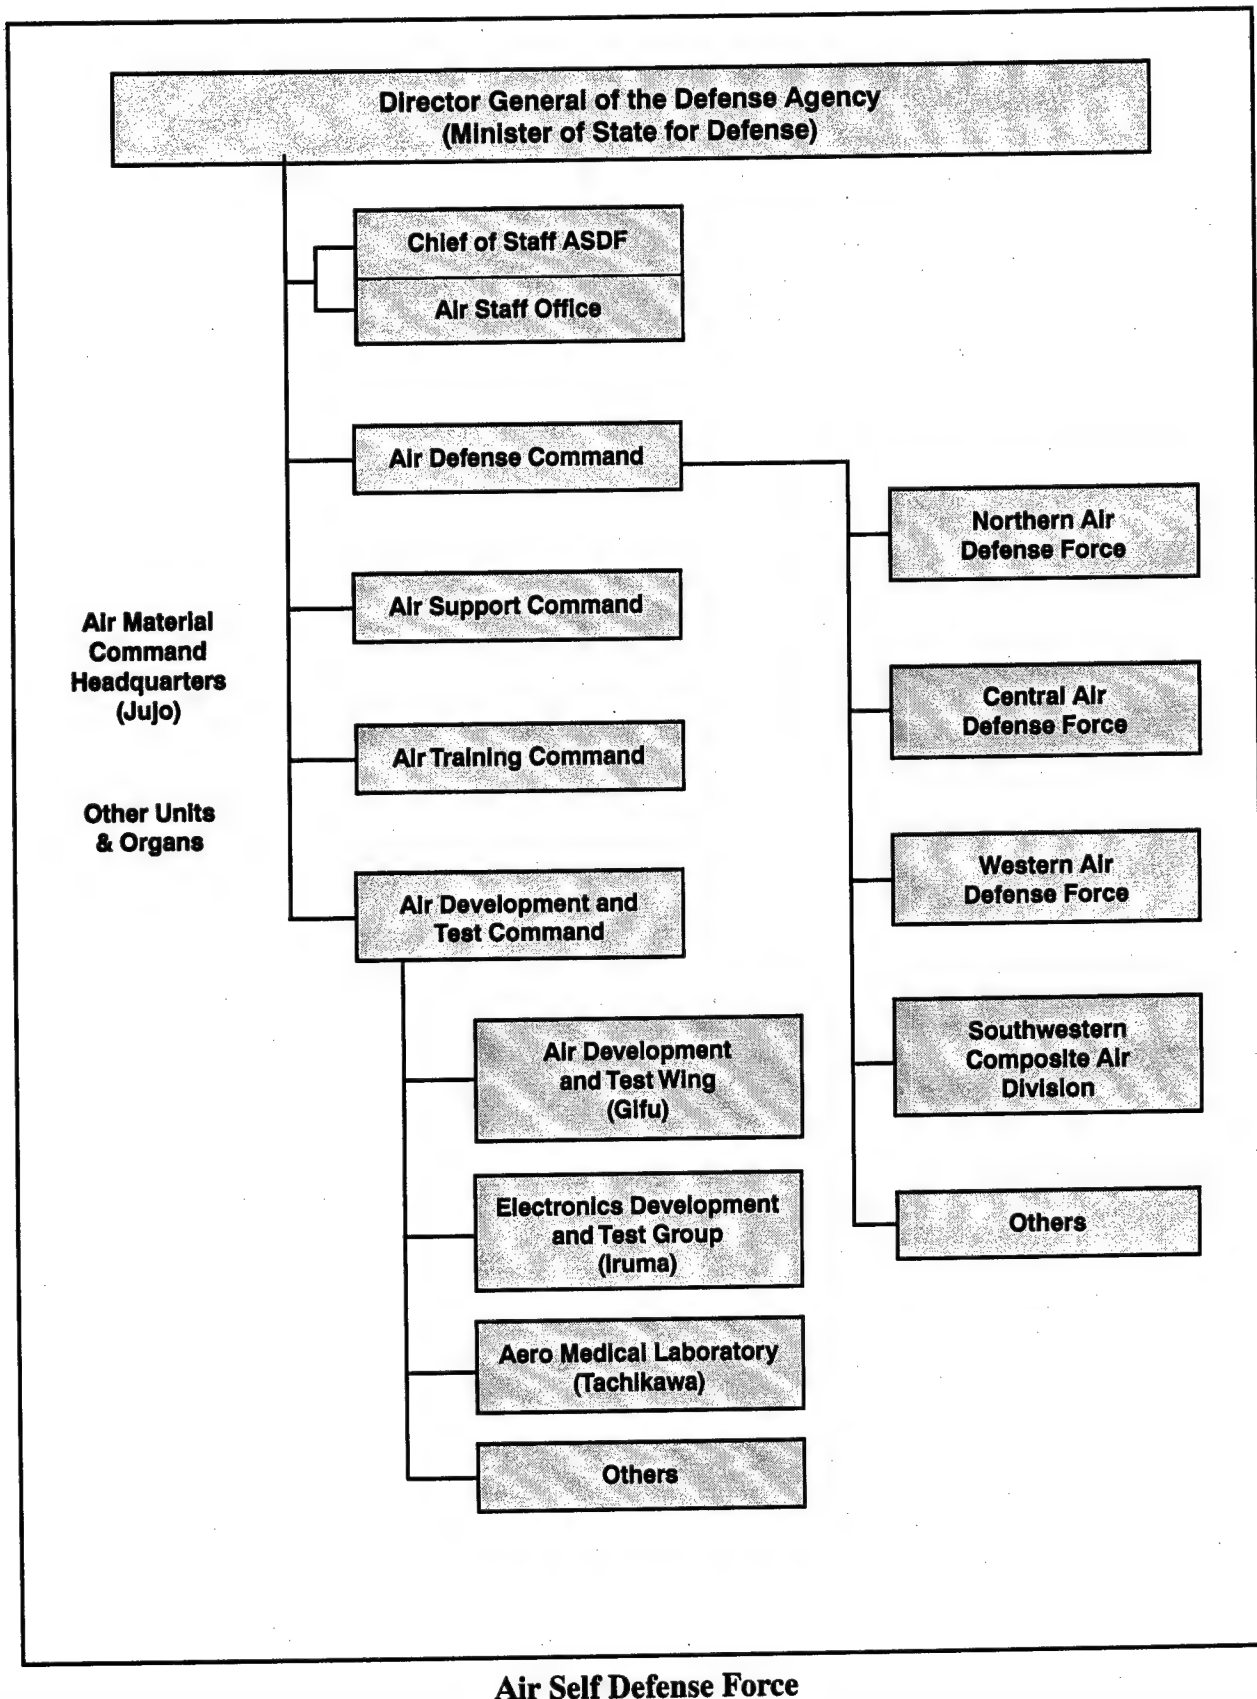 Director General of the Defense Agency
(Minister of State for Defense)
Chief of Staff ASDF
Air Staff Office
Air Defense Command
Northern Air
Defense Force
Air Support Command
Air Material
Command
Headquarters
(Jujo)
Central Air
Defense Force
Air Training Command
Other Units
& Organs
Western Air
Defense Force
Air Development and
Test Command
Southwestern
Composite Air
Division
Air Development
and Test Wing
(Gifu)
Electronics Development
and Test Group
(Iruma)
Others
Aero Medical Laboratory
(Tachikawa)
Others
Air Self Defense Force